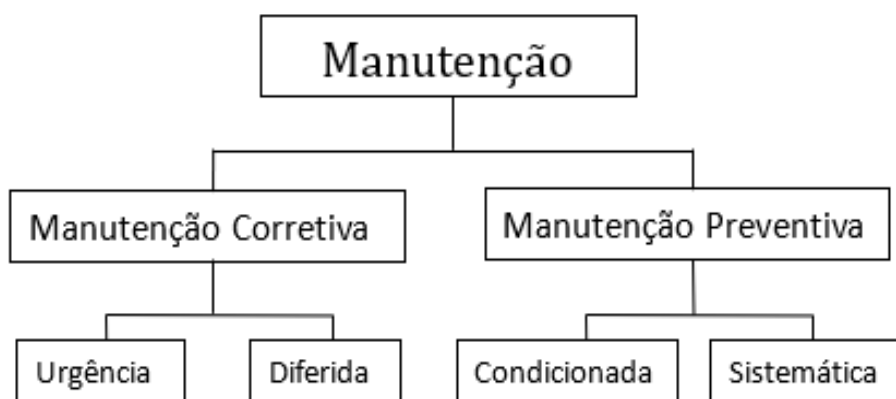 Manutenção
Manutenção Corretiva
Manutenção Preventiva
Urgência
Diferida
Condicionada
Sistemática